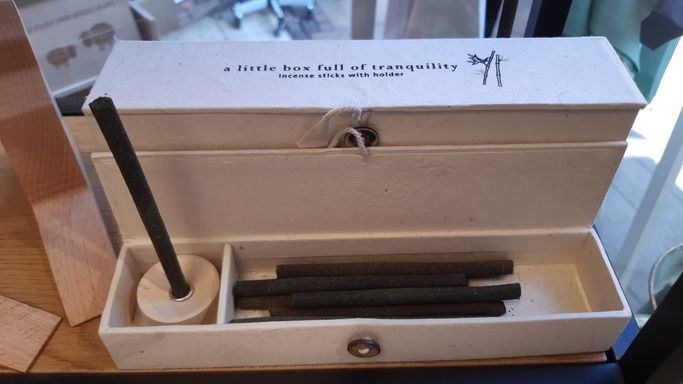 a little box full of tranquility
incense sticks with holder